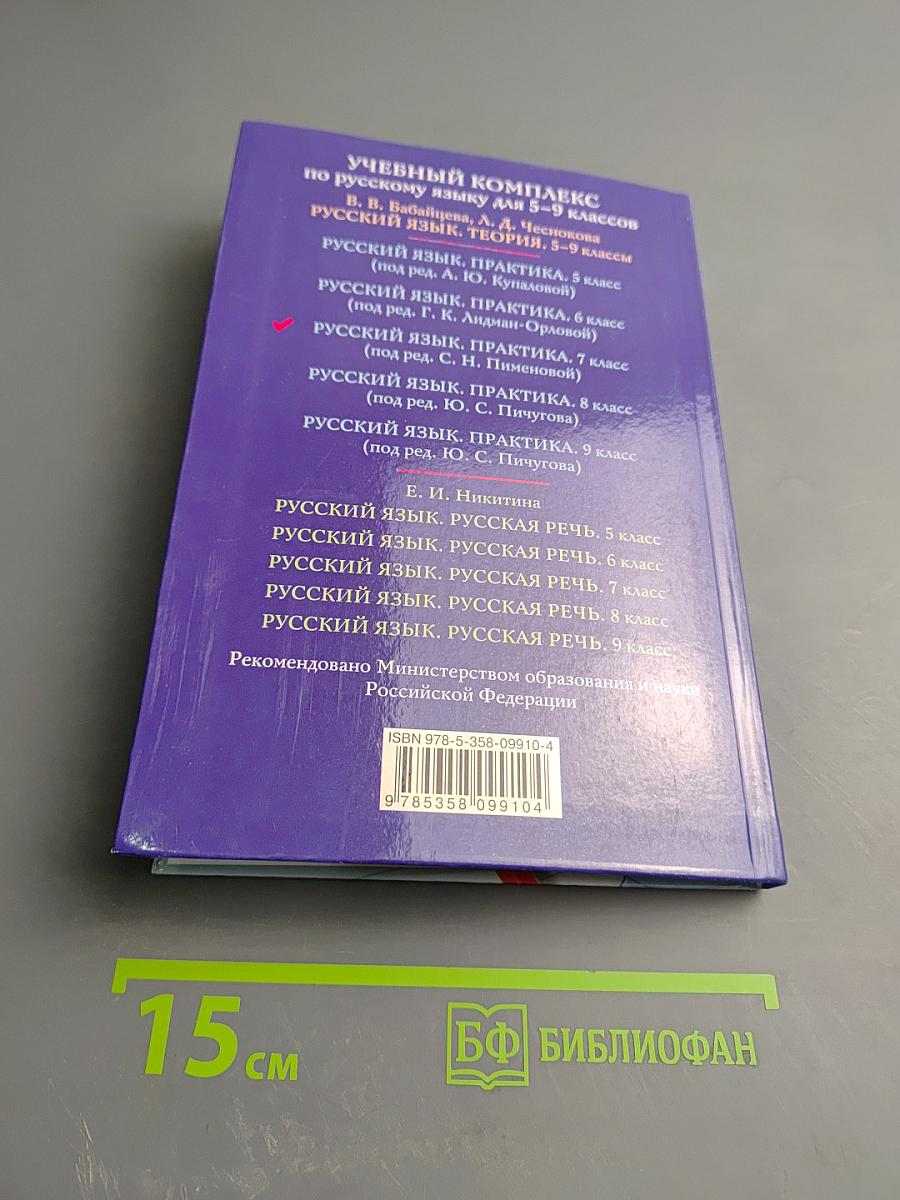 УЧЕБНЫЙ КОМПЛЕКС
по русскому языку для 5–9 классов
В. В. Бабайцева, Л. Д. Чеснокова
РУССКИЙ ЯЗЫК. ТЕОРИЯ. 5–9 классы
РУССКИЙ ЯЗЫК. ПРАКТИКА. 5 класс
(под ред. А. Ю. Купаловой)
РУССКИЙ ЯЗЫК. ПРАКТИКА. 6 класс
(под ред. Г. К. Лидман-Орловой)
РУССКИЙ ЯЗЫК. ПРАКТИКА. 7 класс
(под ред. С. Н. Пименовой)
РУССКИЙ ЯЗЫК. ПРАКТИКА. 8 класс
(под ред. Ю. С. Пичугова)
РУССКИЙ ЯЗЫК. ПРАКТИКА. 9 класс
(под ред. Ю. С. Пичугова)
Е. И. Никитина
РУССКИЙ ЯЗЫК. РУССКАЯ РЕЧЬ. 5 класс
РУССКИЙ ЯЗЫК. РУССКАЯ РЕЧЬ. 6 класс
РУССКИЙ ЯЗЫК. РУССКАЯ РЕЧЬ. 7 класс
РУССКИЙ ЯЗЫК. РУССКАЯ РЕЧЬ. 8 класс
РУССКИЙ ЯЗЫК. РУССКАЯ РЕЧЬ. 9 класс
Рекомендовано Министерством образования и науки
Российской Федерации
ISBN 978-5-358-09910-4
9 785358 099104
15 см
БФ БИБЛИОФАН